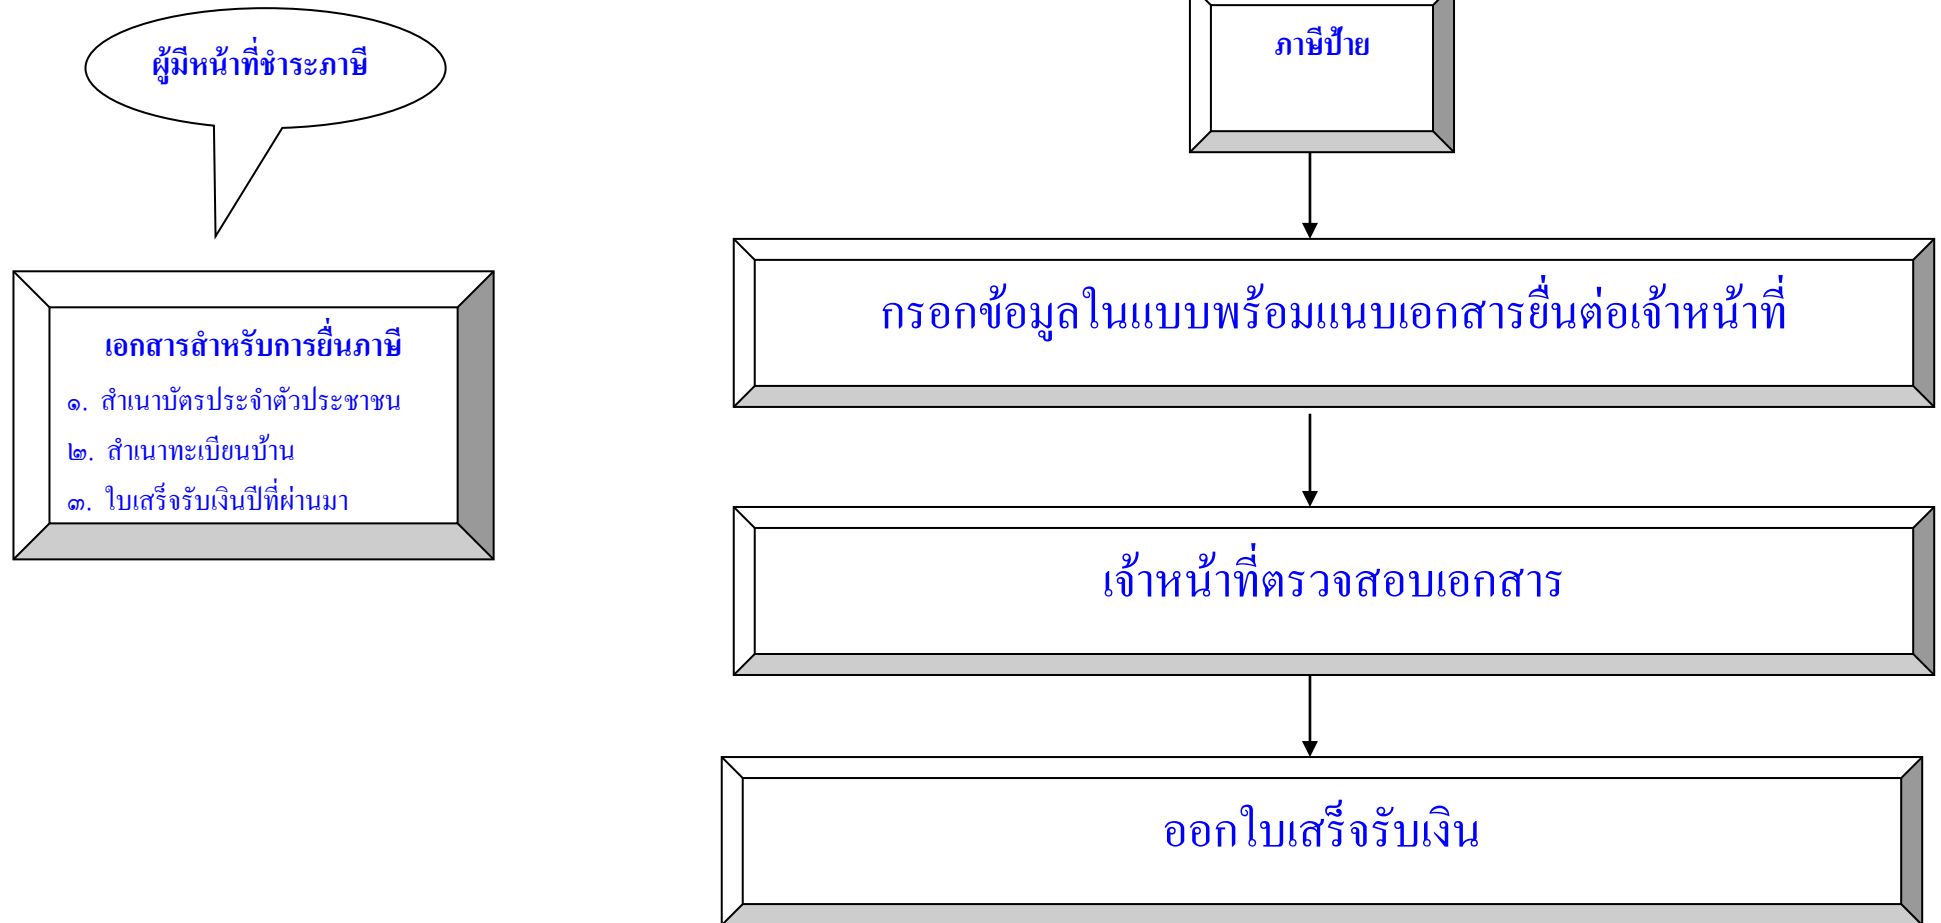 ผู้มีหน้าที่ชำระภาษี
เอกสารสำหรับการยื่นภาษี
๑. สำเนาบัตรประจำตัวประชาชน
๒. สำเนาทะเบียนบ้าน
๓. ใบเสร็จรับเงินปีที่ผ่านมา
ภาษีป้าย
กรอกข้อมูลในแบบพร้อมแนบเอกสารยื่นต่อเจ้าหน้าที่
เจ้าหน้าที่ตรวจสอบเอกสาร
ออกใบเสร็จรับเงิน